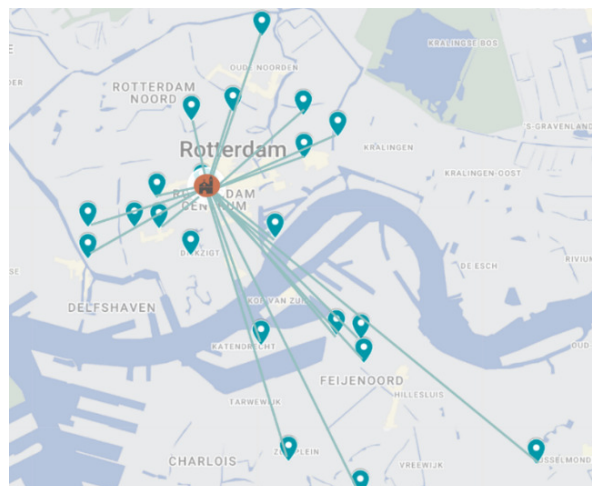 KRALINGSE BOS
OUD NOORDEN
ROTTERDAM
NOORD
'S-GRAVENLAND
Rotterdam
KRALINGEN
KRALINGEN-OOST
DE ESCH
DELFSHAVEN
KATENDRECHT
FEIJENOORD
HILLESLUIS
TARWEWIJK
CHARLOIS
VREEWIJK